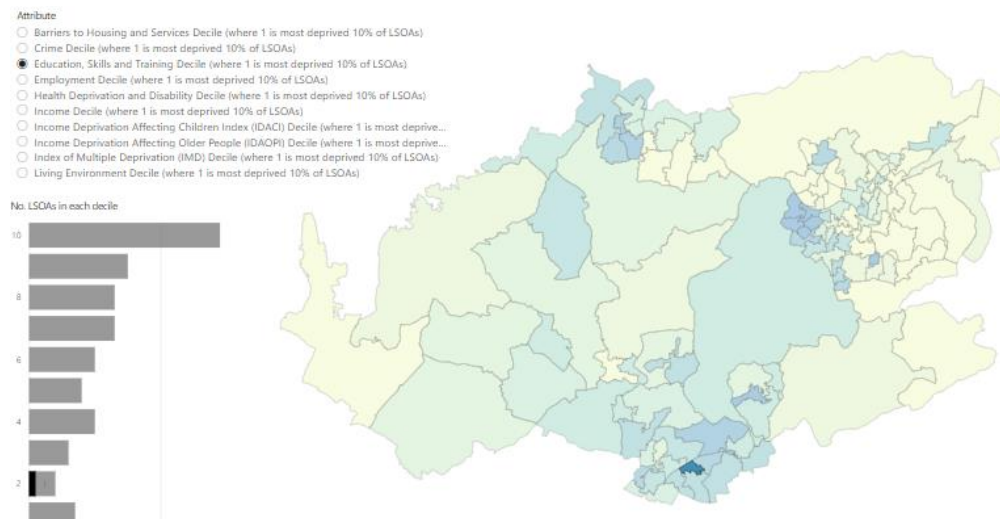 Attribute
Barriers to Housing and Services Decile (where 1 is most deprived 10% of LSOAs)
Crime Decile (where 1 is most deprived 10% of LSOAs)
Education, Skills and Training Decile (where 1 is most deprived 10% of LSOAs)
Employment Decile (where 1 is most deprived 10% of LSOAs)
Health Deprivation and Disability Decile (where 1 is most deprived 10% of LSOAs)
Income Decile (where 1 is most deprived 10% of LSOAs)
Income Deprivation Affecting Children Index (IDACI) Decile (where 1 is most deprive...
Income Deprivation Affecting Older People (IDAOPI) Decile (where 1 is most deprive...
Index of Multiple Deprivation (IMD) Decile (where 1 is most deprived 10% of LSOAs)
Living Environment Decile (where 1 is most deprived 10% of LSOAs)
No. LSOAs in each decile
10
8
6
4
2